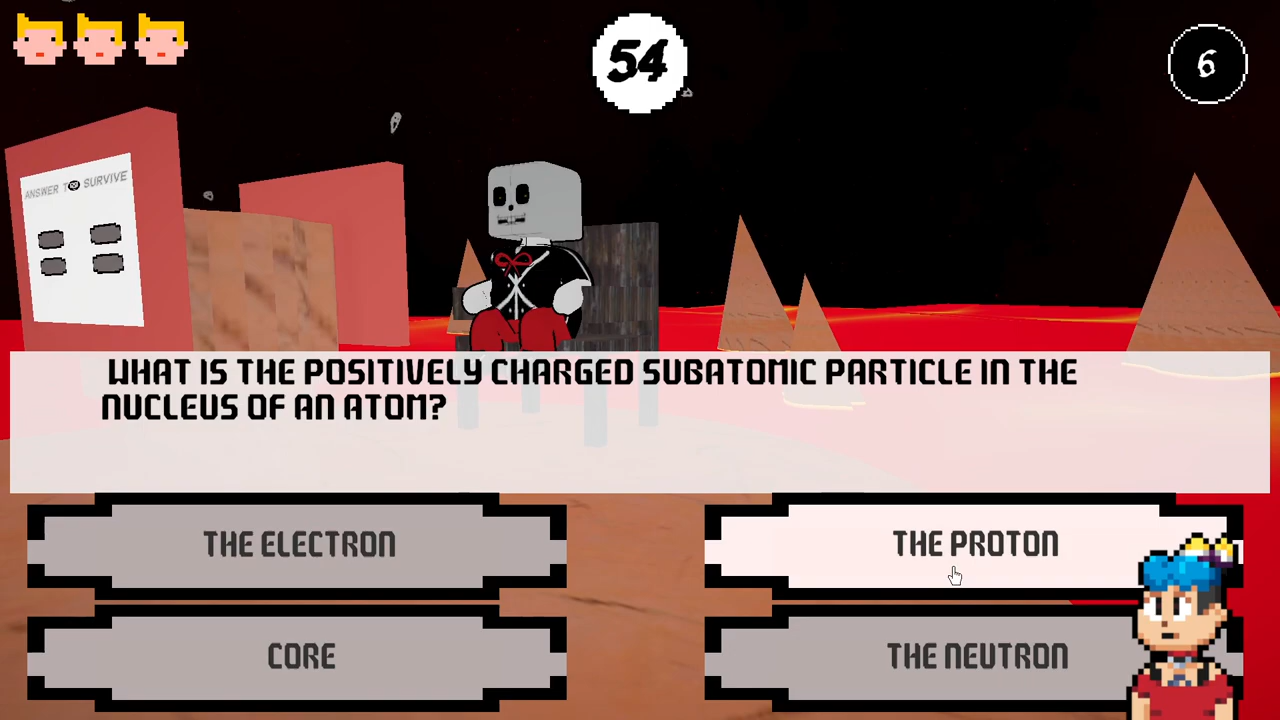 54
6
ANSWER TO SURVIVE
WHAT IS THE POSITIVELY CHARGED SUBATOMIC PARTICLE IN THE
NUCLEUS OF AN ATOM?
THE ELECTRON
THE PROTON
CORE
THE NEUTRON